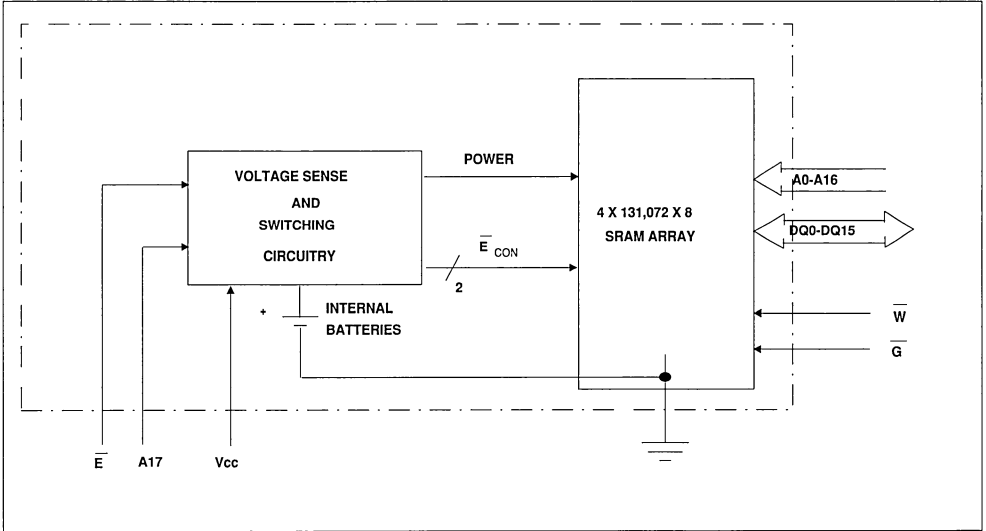 VOLTAGE SENSE
AND
SWITCHING
CIRCUITRY
POWER
E̅ CON
2
+
INTERNAL
BATTERIES
4 X 131,072 X 8
SRAM ARRAY
A0-A16
DQ0-DQ15
W̅
G̅
E̅
A17
Vcc